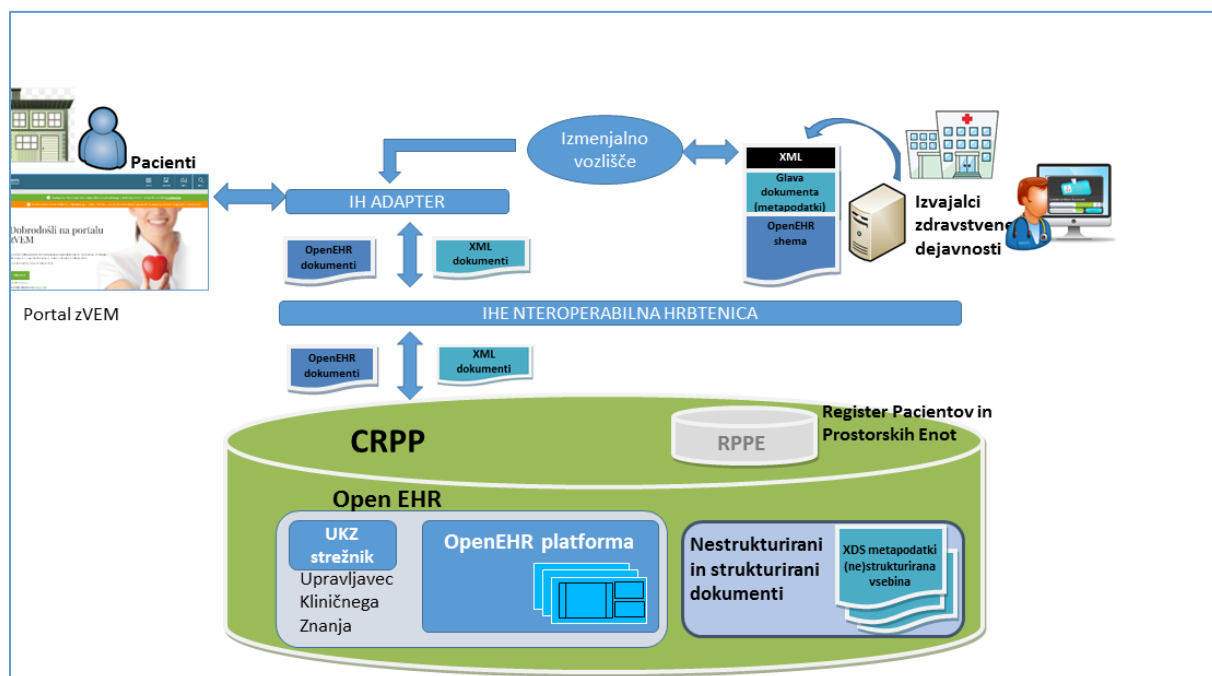 Pacienti
Dobrodošli na portalu
zVEM
Portal zVEM
IH ADAPTER
Izmenjalno
vozlišče
XML
Glava
dokumenta
(metapodatki)
OpenEHR
shema
Izvajalci
zdravstvene
dejavnosti
OpenEHR
dokumenti
XML
dokumenti
IHE NTEROPERABILNA HRBTENICA
OpenEHR
dokumenti
XML
dokumenti
CRPP
RPPE
Register Pacientov in
Prostorskih Enot
Open EHR
UKZ
strežnik
Upravljavec
Kliničnega
Znanja
OpenEHR platforma
Nestrukturirani
in strukturirani
dokumenti
XDS metapodatki
(ne)strukturirana
vsebina